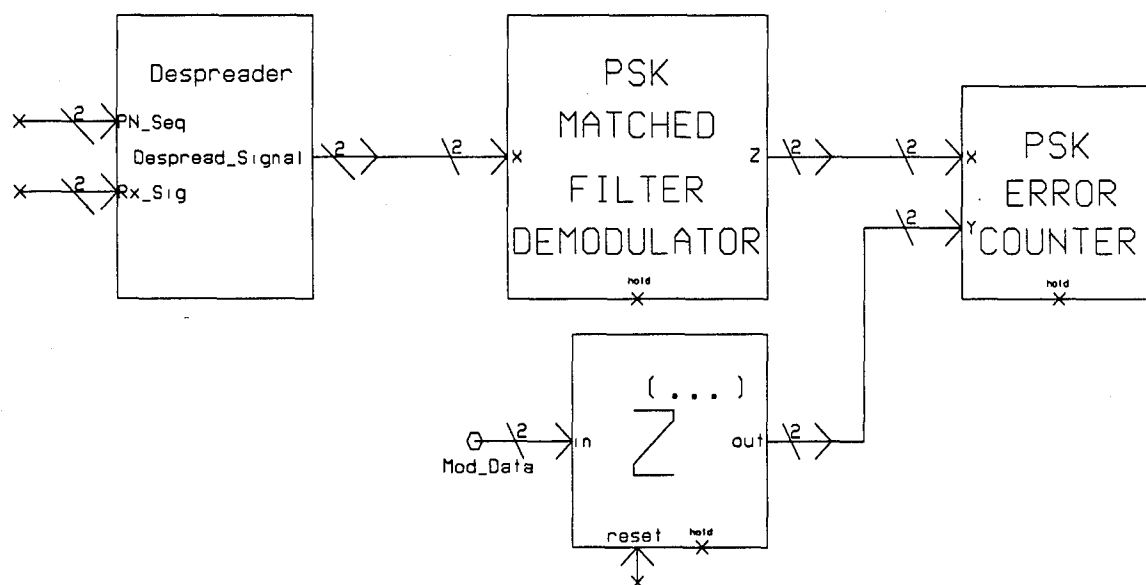 Despreader
2 PN_Seq
Despread_Signal 2
2 Rx_Sig
2 X
PSK
MATCHED
FILTER
DEMODULATOR
Z 2
hold
2 X
2 Y
PSK
ERROR
COUNTER
hold
Mod_Data
2 in
Z (...)
out 2
reset
hold